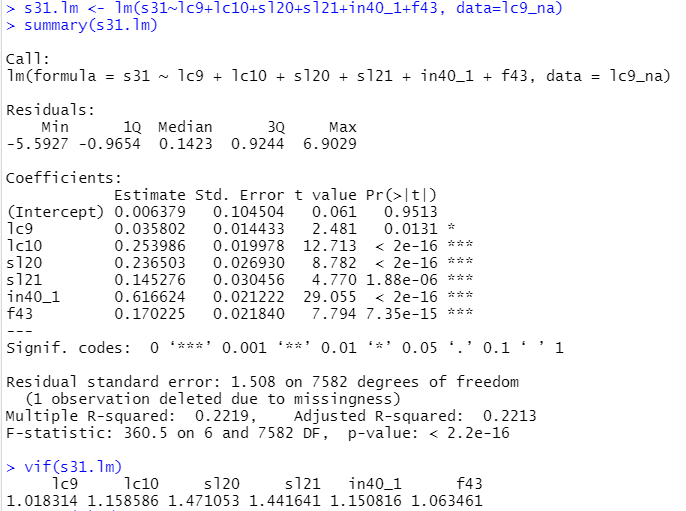 > s31.lm <- lm(s31~lc9+lc10+sl20+sl21+in40_1+f43, data=lc9_na)
> summary(s31.lm)

Call:
lm(formula = s31 ~ lc9 + lc10 + sl20 + sl21 + in40_1 + f43, data = lc9_na)

Residuals:
    Min      1Q  Median      3Q     Max
-5.5927 -0.9654  0.1423  0.9244  6.9029

Coefficients:
            Estimate Std. Error t value Pr(>|t|)
(Intercept) 0.006379   0.104504   0.061   0.9513
lc9         0.035802   0.014433   2.481   0.0131 *
lc10        0.253986   0.019978  12.713  < 2e-16 ***
sl20        0.236503   0.026930   8.782  < 2e-16 ***
sl21        0.145276   0.030456   4.770 1.88e-06 ***
in40_1      0.616624   0.021222  29.055  < 2e-16 ***
f43         0.170225   0.021840   7.794 7.35e-15 ***
---
Signif. codes:  0 ‘***’ 0.001 ‘**’ 0.01 ‘*’ 0.05 ‘.’ 0.1 ‘ ’ 1

Residual standard error: 1.508 on 7582 degrees of freedom
  (1 observation deleted due to missingness)
Multiple R-squared:  0.2219,    Adjusted R-squared:  0.2213
F-statistic: 360.5 on 6 and 7582 DF,  p-value: < 2.2e-16

> vif(s31.lm)
     lc9     lc10     sl20     sl21   in40_1      f43
1.018314 1.158586 1.471053 1.441641 1.150816 1.063461